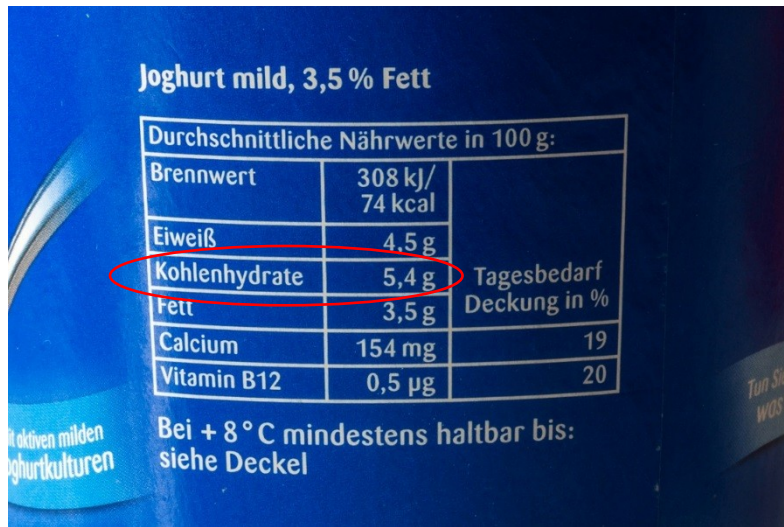 Joghurt mild, 3,5 % Fett
Durchschnittliche Nährwerte in 100 g:
Brennwert 308 kJ/
74 kcal
Eiweiß 4,5 g
Kohlenhydrate 5,4 g Tagesbedarf
Fett 3,5 g Deckung in %
Calcium 154 mg 19
Vitamin B12 0,5 µg 20
Bei + 8 °C mindestens haltbar bis:
siehe Deckel
aktiven milden
Tun
was